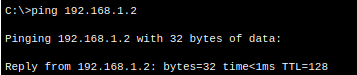 C:\>ping 192.168.1.2
Pinging 192.168.1.2 with 32 bytes of data:
Reply from 192.168.1.2: bytes=32 time<1ms TTL=128